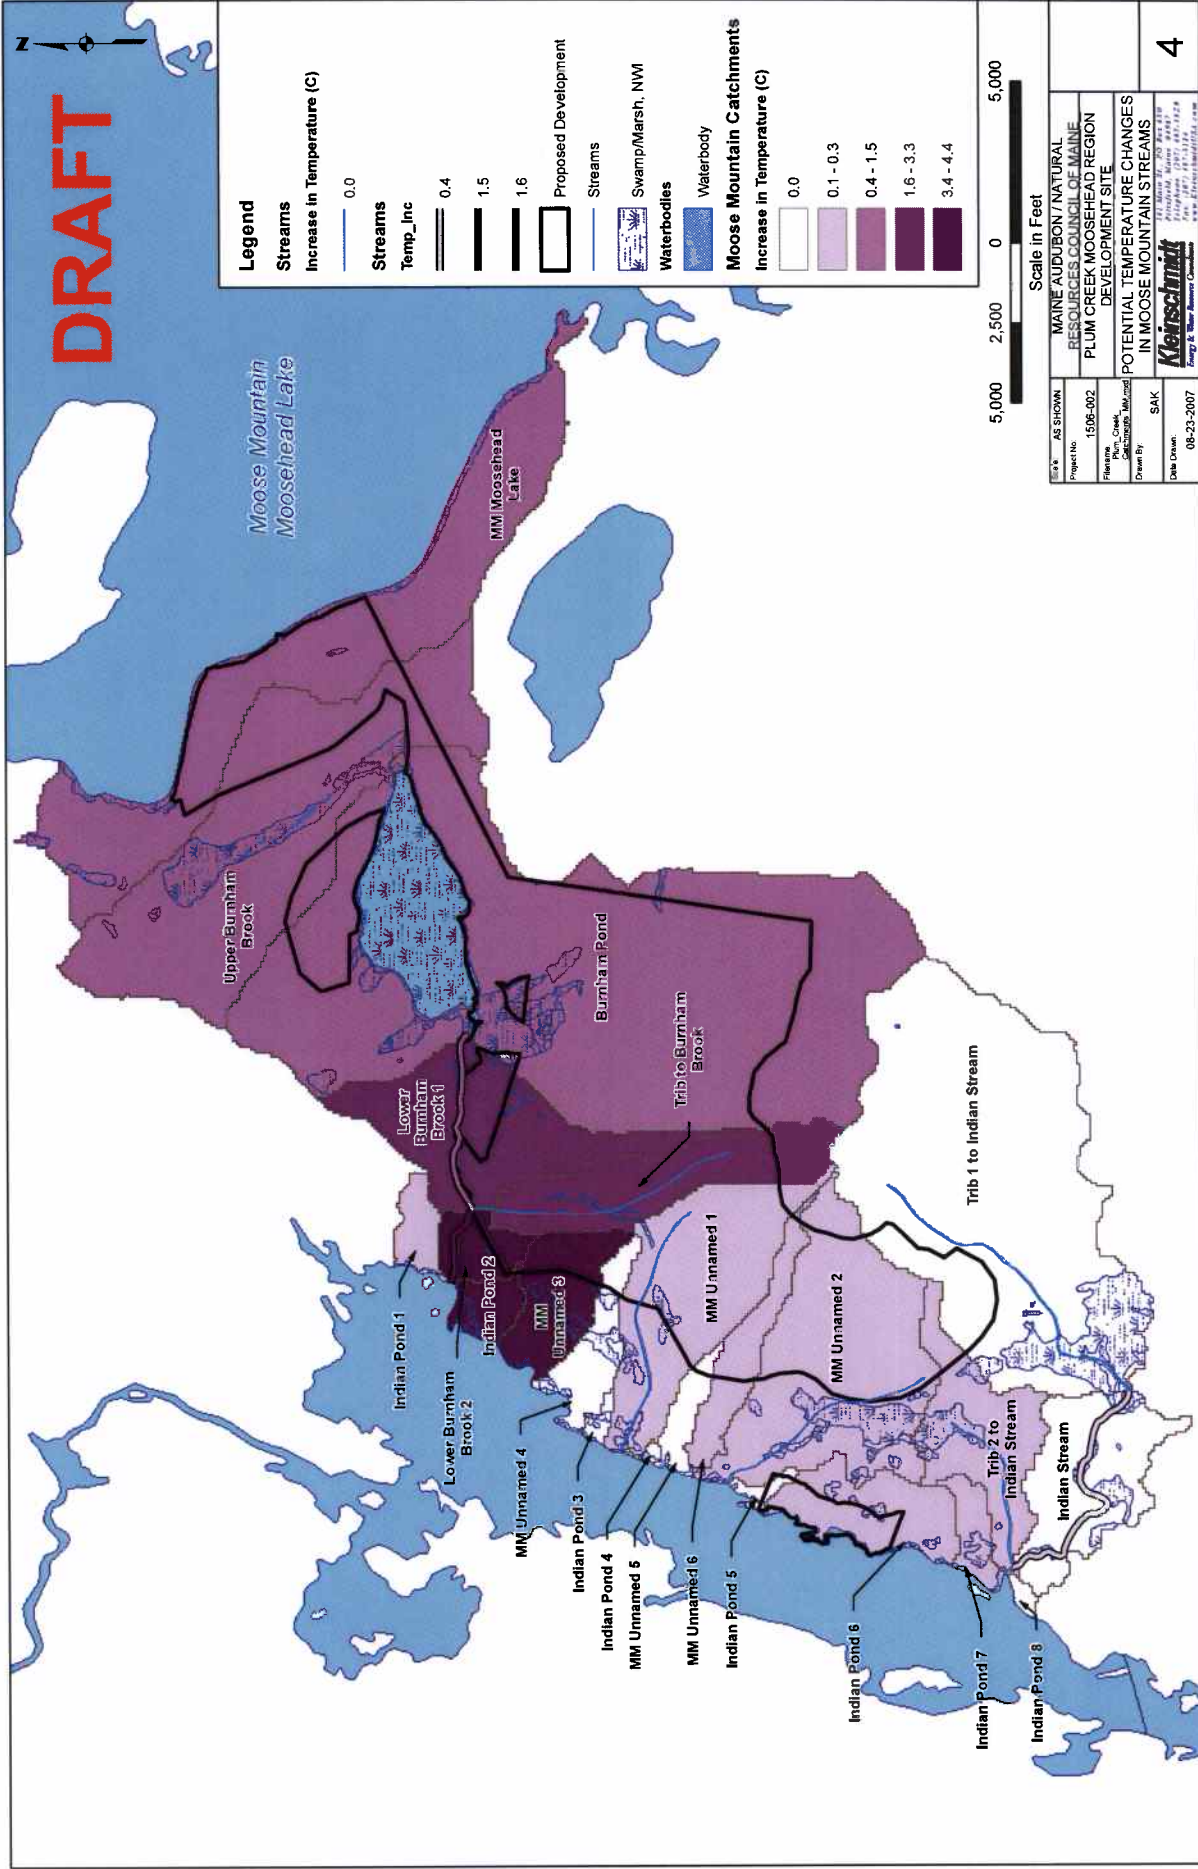 DRAFT
N
Moose Mountain
Moosehead Lake
MM Moosehead
Lake
Upper Burnham
Brook
Burnham Pond
Lower
Burnham
Brook 1
Trib to Burnham
Brook
Indian Pond 1
Lower Burnham
Brook 2
Indian Pond 2
MM
Unnamed 3
MM Unnamed 4
Indian Pond 3
Indian Pond 4
MM Unnamed 5
MM Unnamed 6
Indian Pond 5
MM Unnamed 1
MM Unnamed 2
Trib 1 to Indian Stream
Indian Pond 6
Indian Pond 7
Indian Pond 8
Trib 2 to
Indian Stream
Indian Stream
Legend
Streams
Increase in Temperature (C)
0.0
Streams
Temp_Inc
0.4
1.5
1.6
Proposed Development
Streams
Swamp/Marsh, NWI
Waterbodies
Waterbody
Moose Mountain Catchments
Increase in Temperature (C)
0.0
0.1 - 0.3
0.4 - 1.5
1.6 - 3.3
3.4 - 4.4
5,000 2,500 0 5,000
Scale in Feet
AS SHOWN
Project No.
1506-002
Filename
Plum_Creek_
Catchments_MM.mxd
Drawn By
SAK
Date Drawn
08-23-2007
MAINE AUDUBON / NATURAL
RESOURCES COUNCIL OF MAINE
PLUM CREEK MOOSEHEAD REGION
DEVELOPMENT SITE
POTENTIAL TEMPERATURE CHANGES
IN MOOSE MOUNTAIN STREAMS
Kleinschmidt
Energy & Water Resource Consultants
4